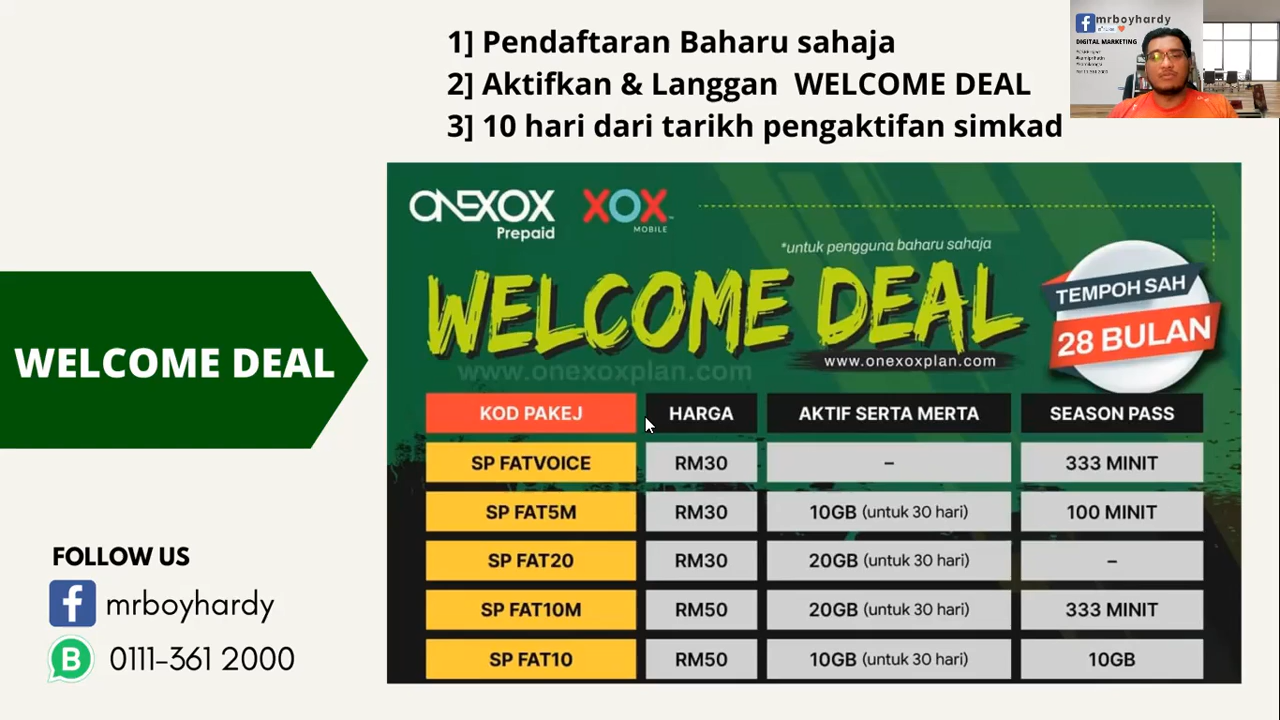 1] Pendaftaran Baharu sahaja
2] Aktifkan & Langgan WELCOME DEAL
3] 10 hari dari tarikh pengaktifan simkad
mrboyhardy
DIGITAL MARKETING
WELCOME DEAL
FOLLOW US
mrboyhardy
0111-361 2000
ONEXOX
Prepaid
XOX
MOBILE
*untuk pengguna baharu sahaja
WELCOME DEAL
www.onexoxplan.com
www.onexoxplan.com
TEMPOH SAH
28 BULAN
KOD PAKEJ HARGA AKTIF SERTA MERTA SEASON PASS
SP FATVOICE RM30 – 333 MINIT
SP FAT5M RM30 10GB (untuk 30 hari) 100 MINIT
SP FAT20 RM30 20GB (untuk 30 hari) –
SP FAT10M RM50 20GB (untuk 30 hari) 333 MINIT
SP FAT10 RM50 10GB (untuk 30 hari) 10GB